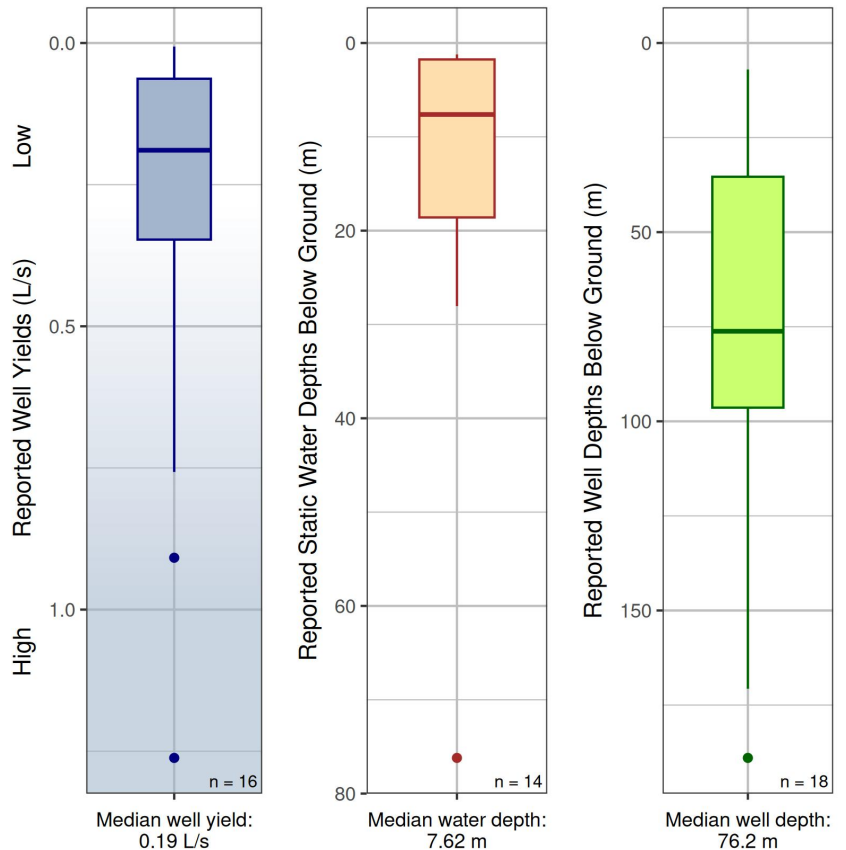 Reported Well Yields (L/s)
Low
High
0.0
0.5
1.0
n = 16
Median well yield:
0.19 L/s
Reported Static Water Depths Below Ground (m)
0
20
40
60
80
n = 14
Median water depth:
7.62 m
Reported Well Depths Below Ground (m)
0
50
100
150
n = 18
Median well depth:
76.2 m